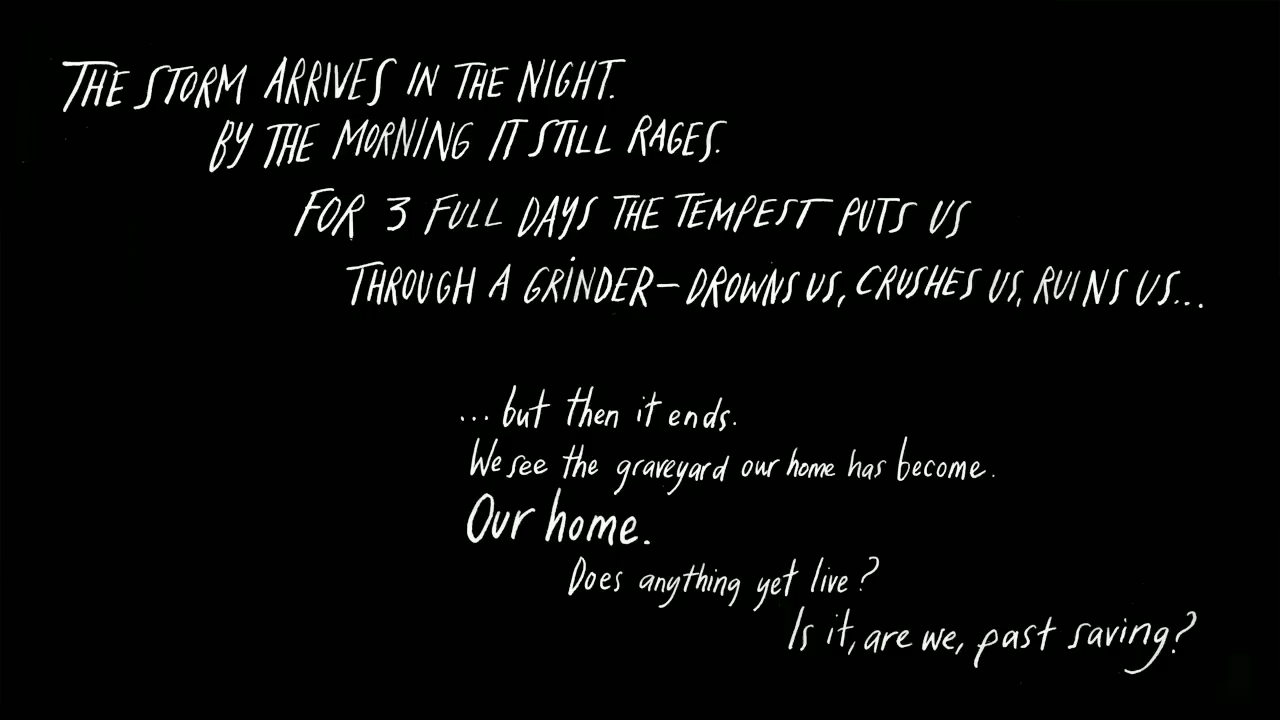 THE STORM ARRIVES IN THE NIGHT.
BY THE MORNING IT STILL RAGES.
FOR 3 FULL DAYS THE TEMPEST PUTS US
THROUGH A GRINDER — DROWNS US, CRUSHES US, RUINS US...
... but then it ends.
We see the graveyard our home has become.
Our home.
Does anything yet live?
Is it, are we, past saving?